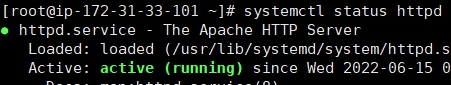 [root@ip-172-31-33-101 ~]# systemctl status httpd
● httpd.service - The Apache HTTP Server
Loaded: loaded (/usr/lib/systemd/system/httpd.s
Active: active (running) since Wed 2022-06-15 0